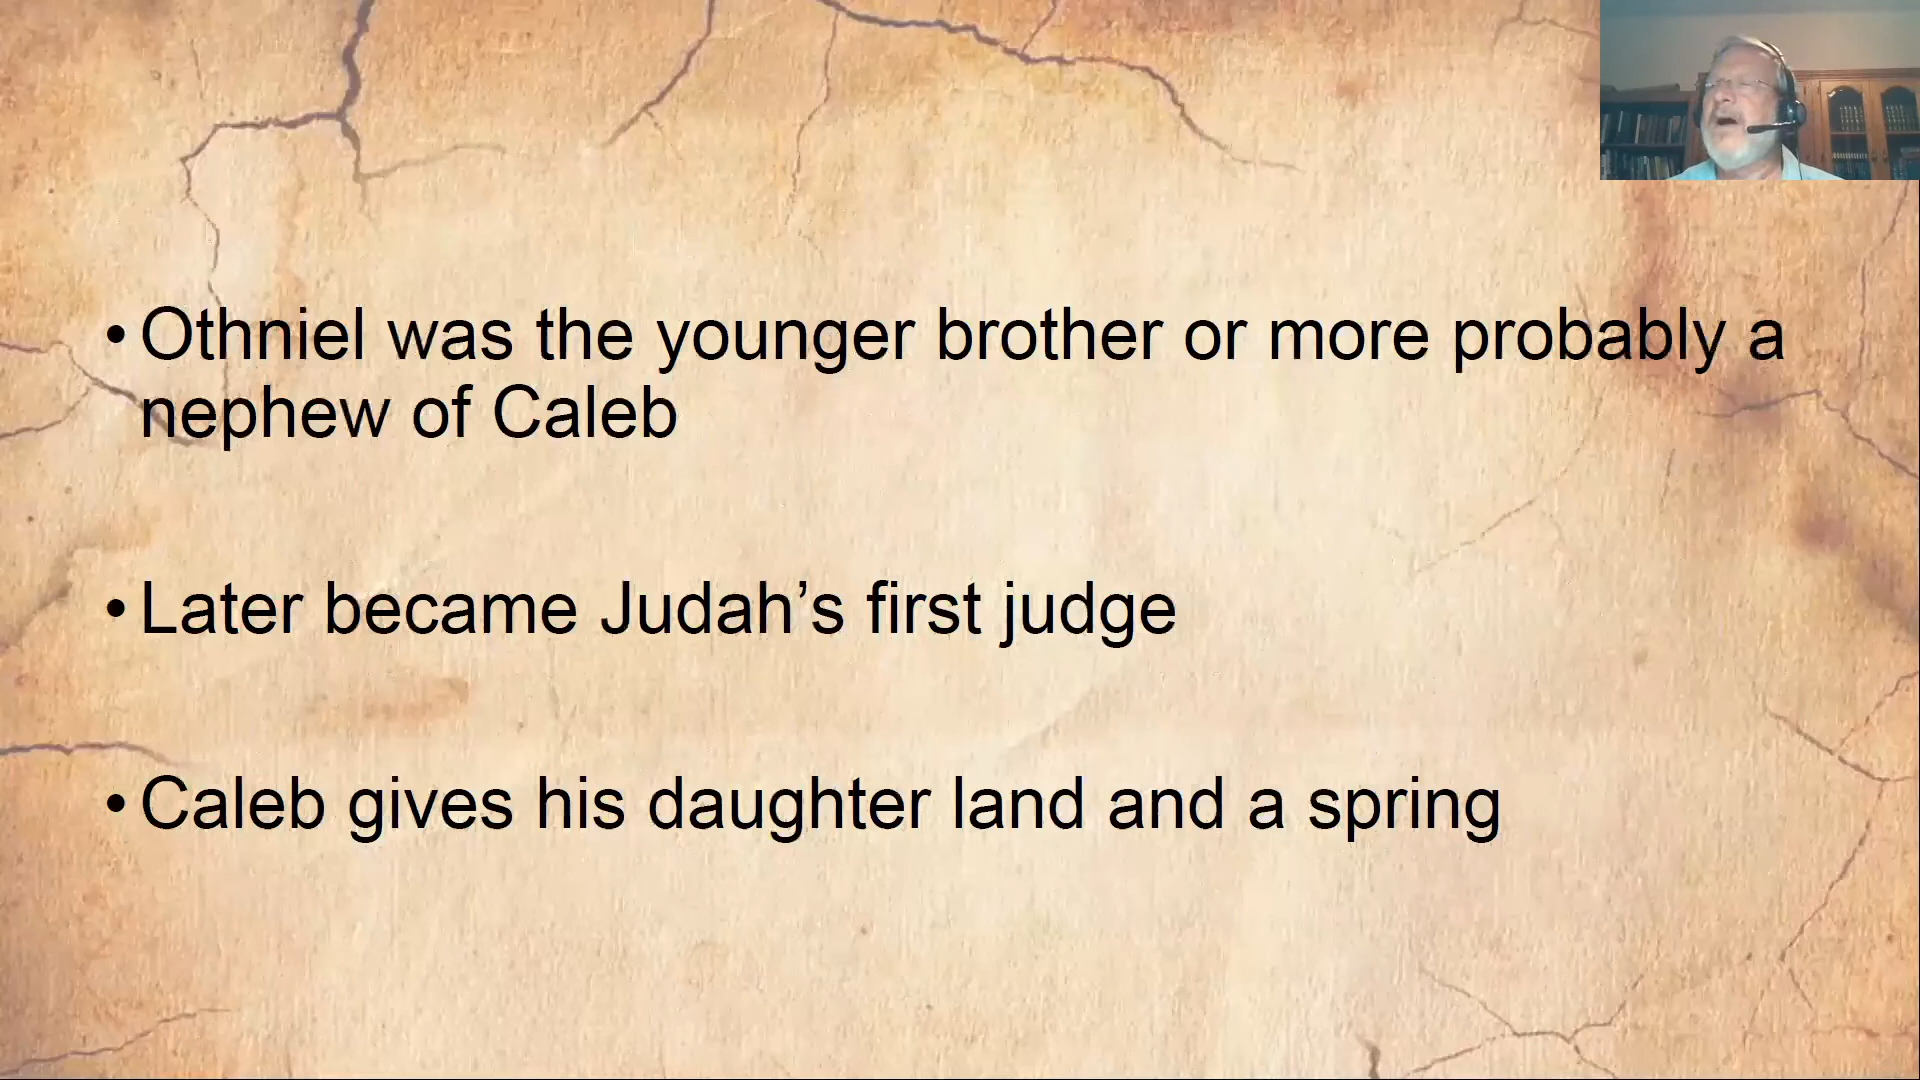 • Othniel was the younger brother or more probably a
nephew of Caleb
• Later became Judah’s first judge
• Caleb gives his daughter land and a spring